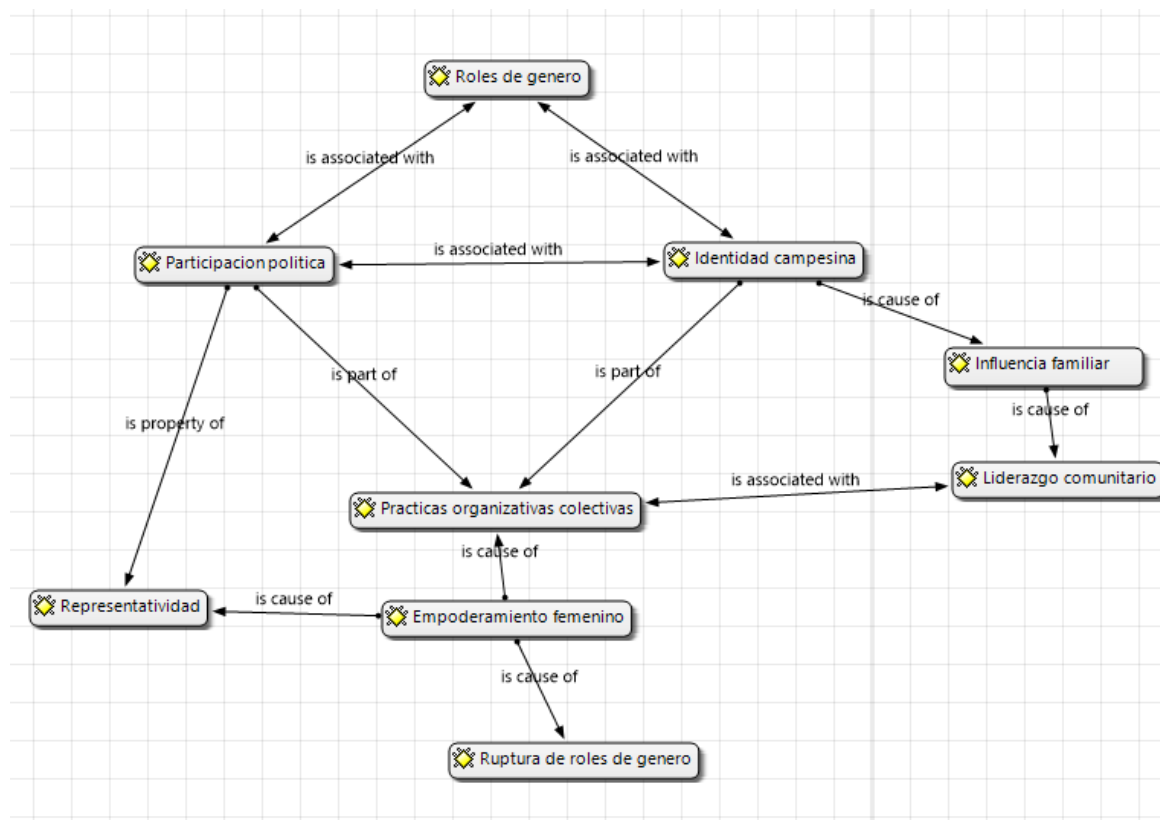 Roles de genero
is associated with
is associated with
is associated with
Participacion politica
Identidad campesina
is cause of
is part of
is part of
Influencia familiar
is cause of
is property of
is associated with
Liderazgo comunitario
Practicas organizativas colectivas
is cause of
is cause of
Representatividad
Empoderamiento femenino
is cause of
Ruptura de roles de genero